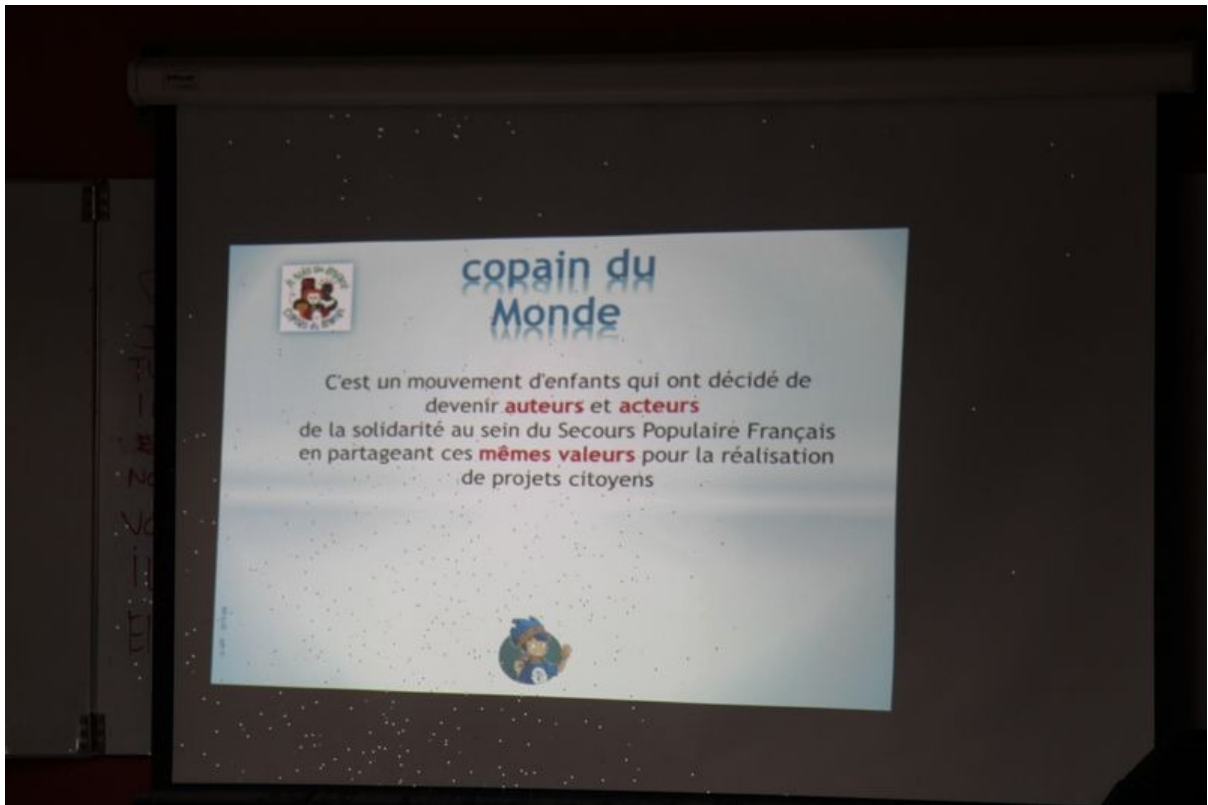 copain du
Monde
C'est un mouvement d'enfants qui ont décidé de
devenir auteurs et acteurs
de la solidarité au sein du Secours Populaire Français
en partageant ces mêmes valeurs pour la réalisation
de projets citoyens